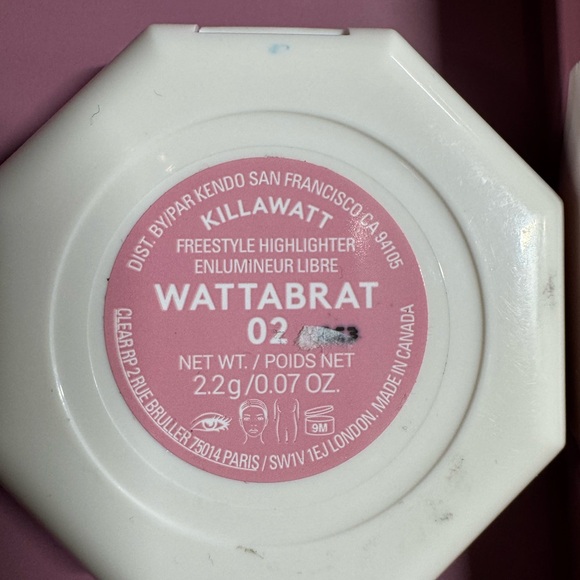 DIST. BY/PAR KENDO SAN FRANCISCO CA 94105
KILLAWATT
FREESTYLE HIGHLIGHTER
ENLUMiNEUR LIBRE
WATTABRAT
02
NET WT. / POIDS NET
2.2g/0.07 OZ.
9M
CLEAR RP 2 RUE BRULLER 75014 PARIS / SW1V 1EJ LONDON. MADE IN CANADA